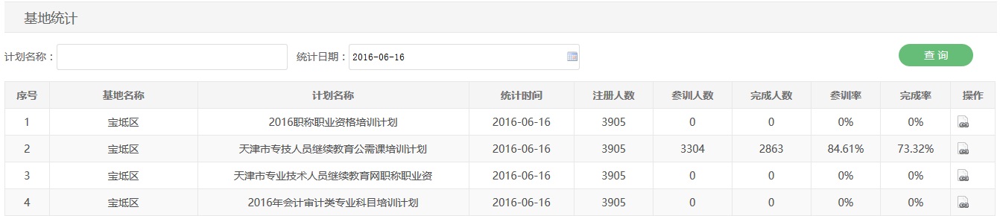 基地统计
计划名称： 统计日期：2016-06-16 查 询
序号 基地名称 计划名称 统计时间 注册人数 参训人数 完成人数 参训率 完成率 操作
1 宝坻区 2016职称职业资格培训计划 2016-06-16 3905 0 0 0% 0%
2 宝坻区 天津市专技人员继续教育公需课培训计划 2016-06-16 3905 3304 2863 84.61% 73.32%
3 宝坻区 天津市专业技术人员继续教育网职称职业资 2016-06-16 3905 0 0 0% 0%
4 宝坻区 2016年会计审计类专业科目培训计划 2016-06-16 3905 0 0 0% 0%